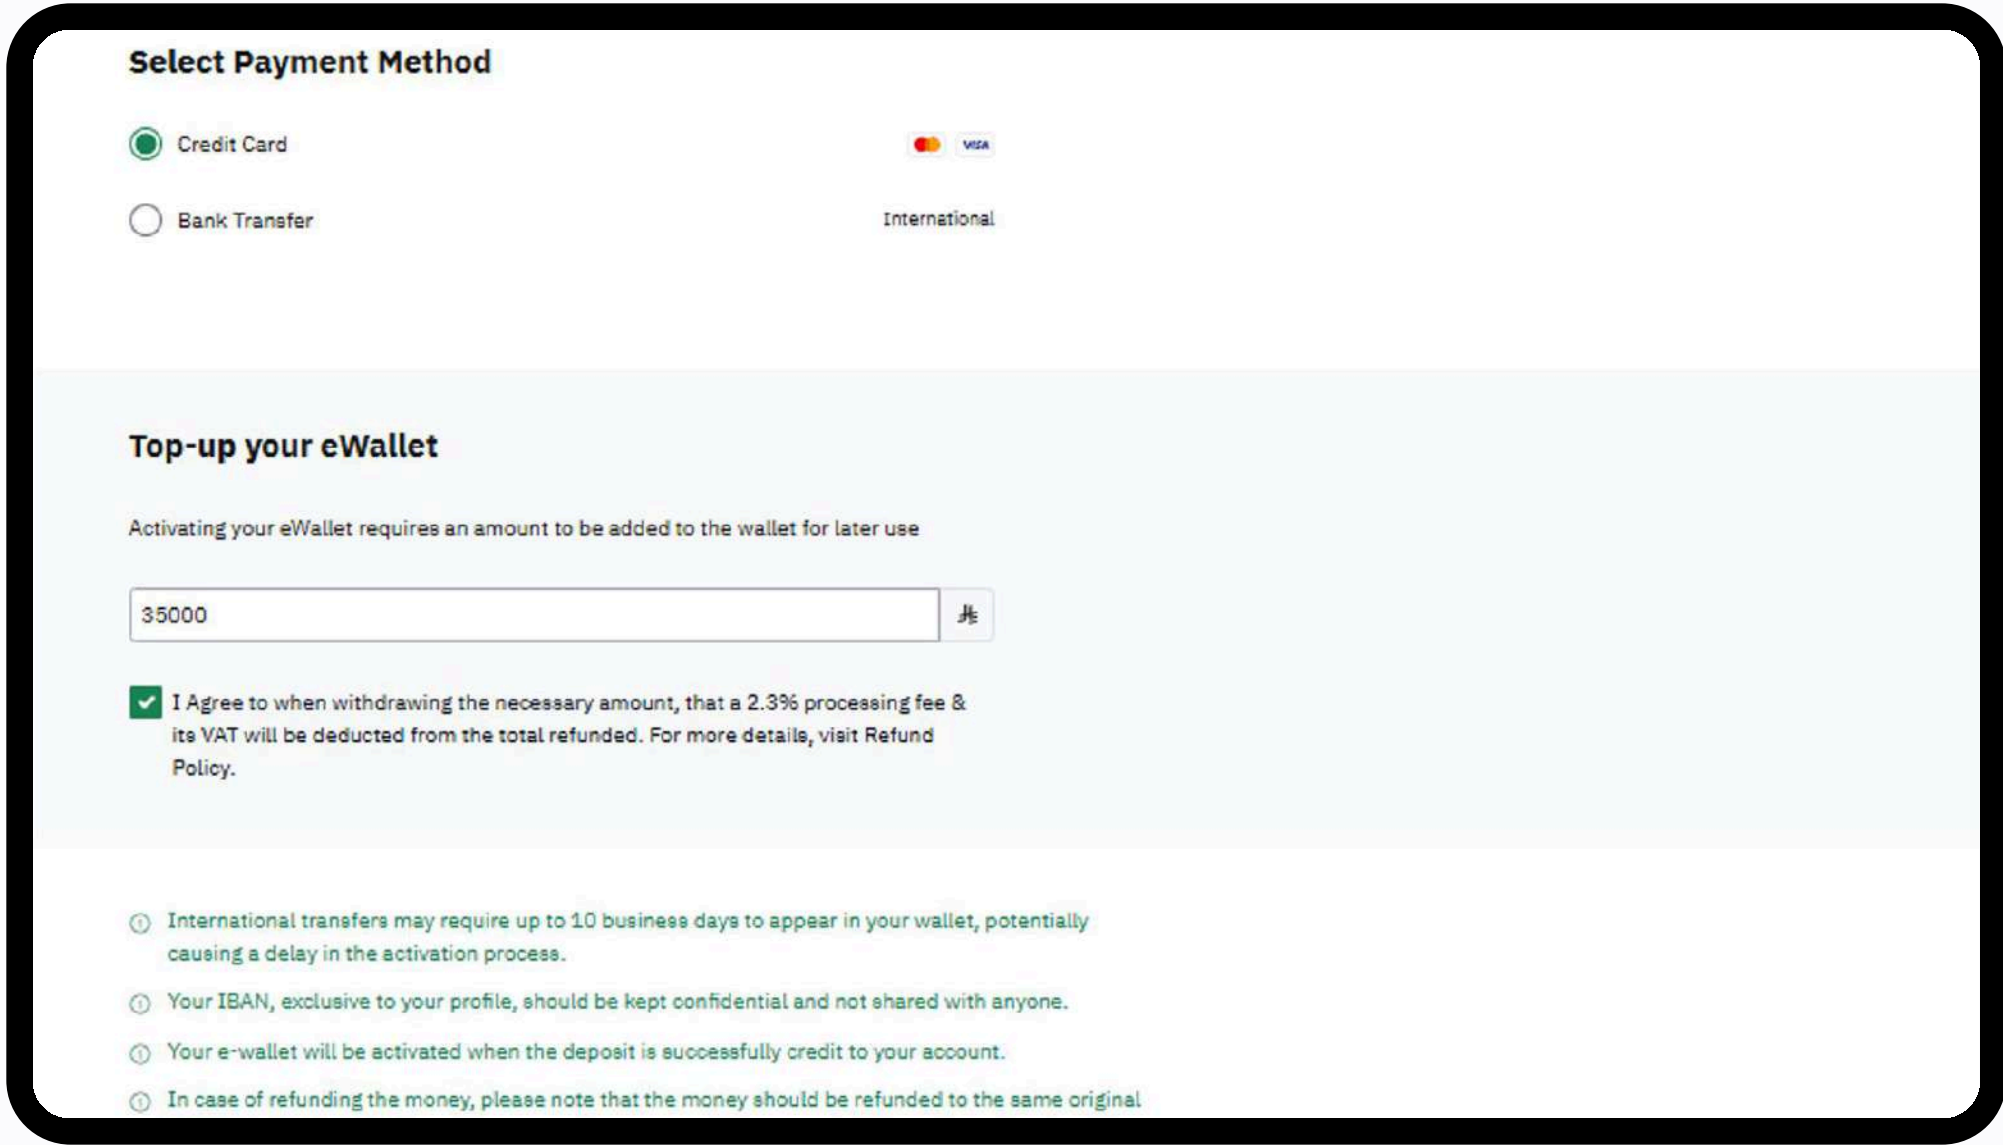 Select Payment Method
Credit Card
VISA
Bank Transfer
International
Top-up your eWallet
Activating your eWallet requires an amount to be added to the wallet for later use
35000
I Agree to when withdrawing the necessary amount, that a 2.3% processing fee &
its VAT will be deducted from the total refunded. For more details, visit Refund
Policy.
International transfers may require up to 10 business days to appear in your wallet, potentially
causing a delay in the activation process.
Your IBAN, exclusive to your profile, should be kept confidential and not shared with anyone.
Your e-wallet will be activated when the deposit is successfully credit to your account.
In case of refunding the money, please note that the money should be refunded to the same original